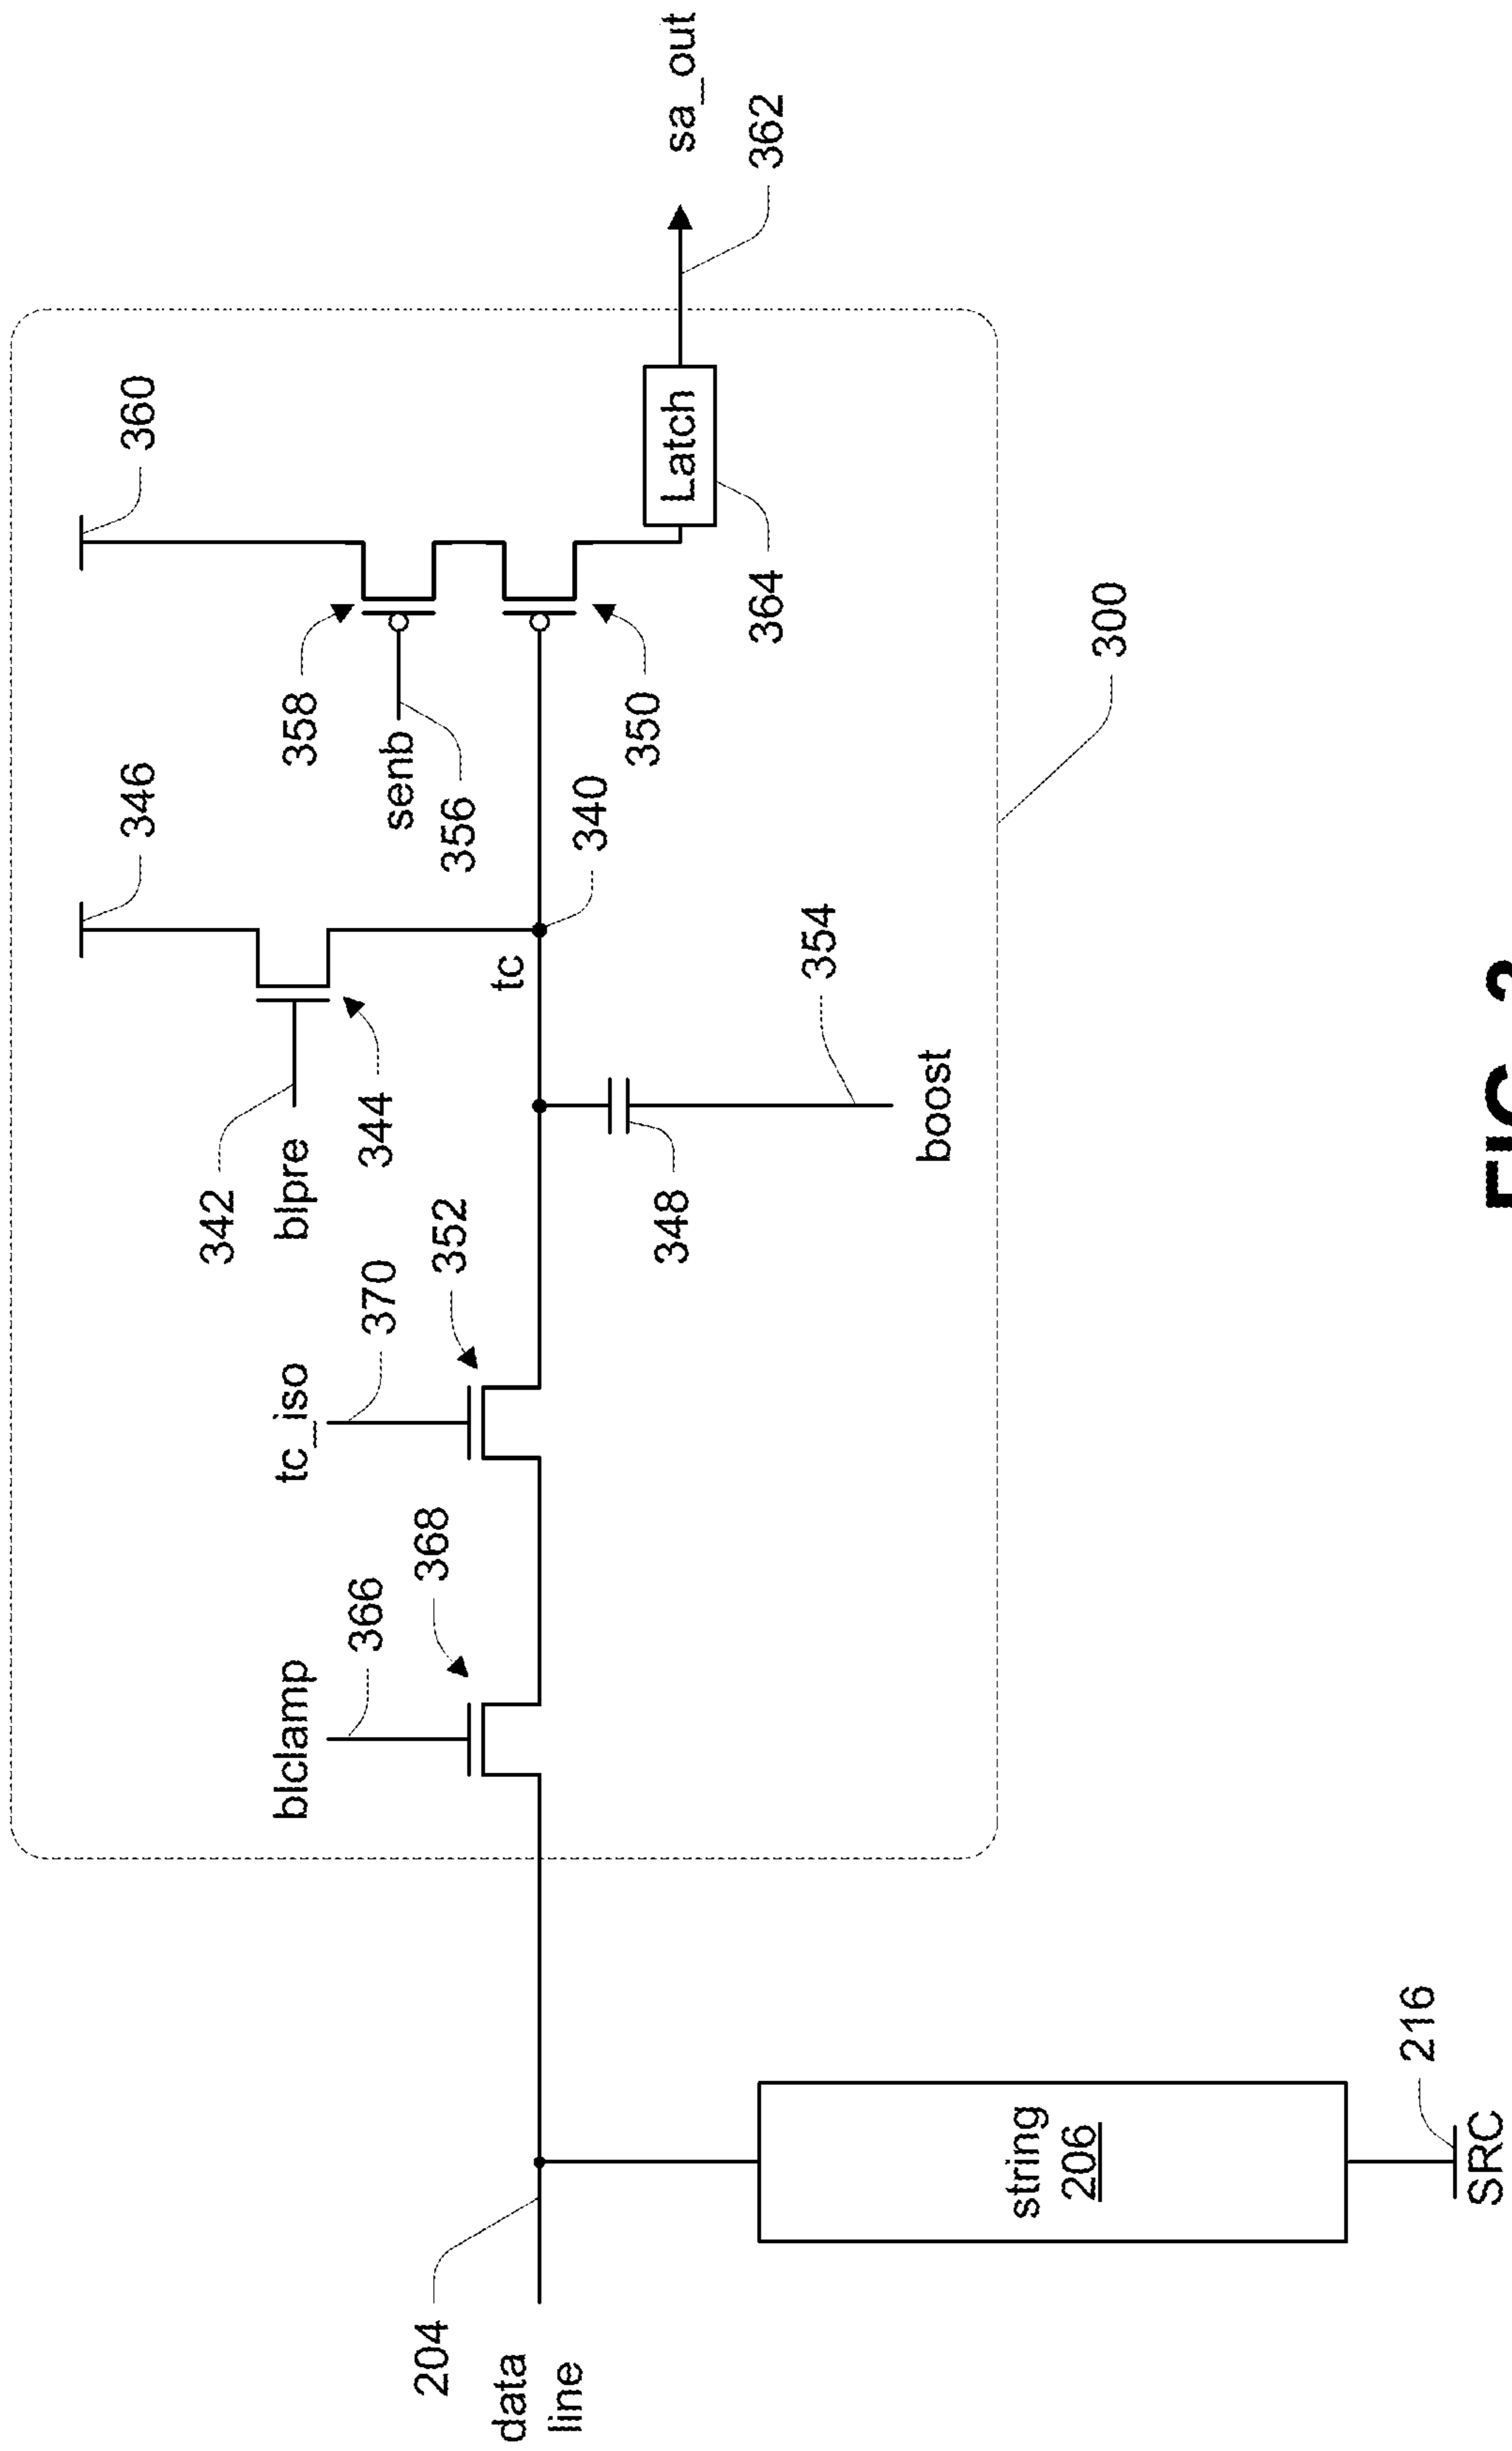 346
360
342
blclamp
tc_iso
blpre
358
366
370
344
senb
204
368
352
356
data
line
tc
340
350
348
Latch
sa_out
364
362
354
boost
string
206
300
216
SRC
FIG